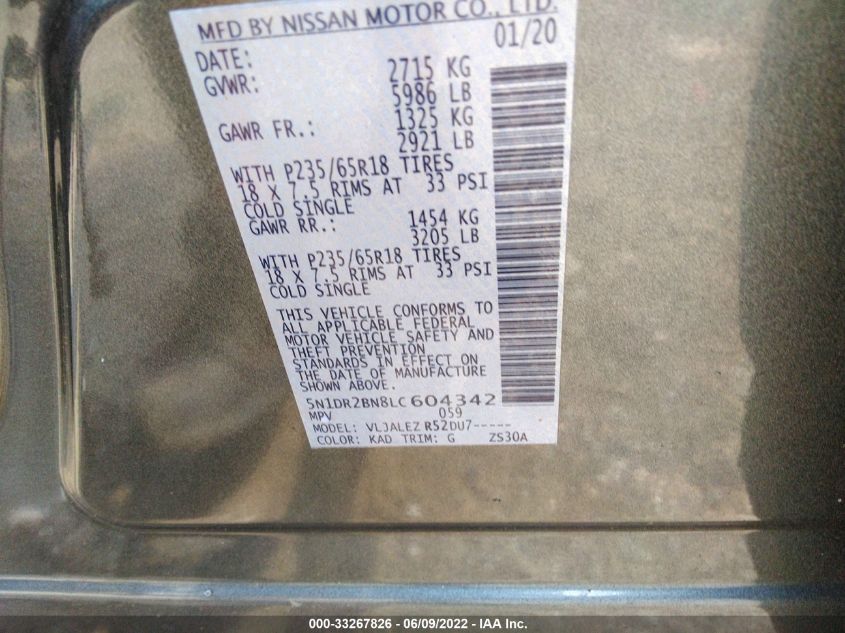 MFD BY NISSAN MOTOR CO., LTD.
DATE: 01/20
GVWR: 2715 KG
5986 LB
GAWR FR.: 1325 KG
2921 LB
WITH P235/65R18 TIRES
18 X 7.5 RIMS AT 33 PSI
COLD SINGLE
GAWR RR.: 1454 KG
3205 LB
WITH P235/65R18 TIRES
18 X 7.5 RIMS AT 33 PSI
COLD SINGLE
THIS VEHICLE CONFORMS TO
ALL APPLICABLE FEDERAL
MOTOR VEHICLE SAFETY AND
THEFT PREVENTION
STANDARDS IN EFFECT ON
THE DATE OF MANUFACTURE
SHOWN ABOVE.
5N1DR2BN8LC604342
MPV 059
MODEL: VLJALEZ R52DU7-----
COLOR: KAD TRIM: G ZS30A
000-33267826 - 06/09/2022 - IAA Inc.